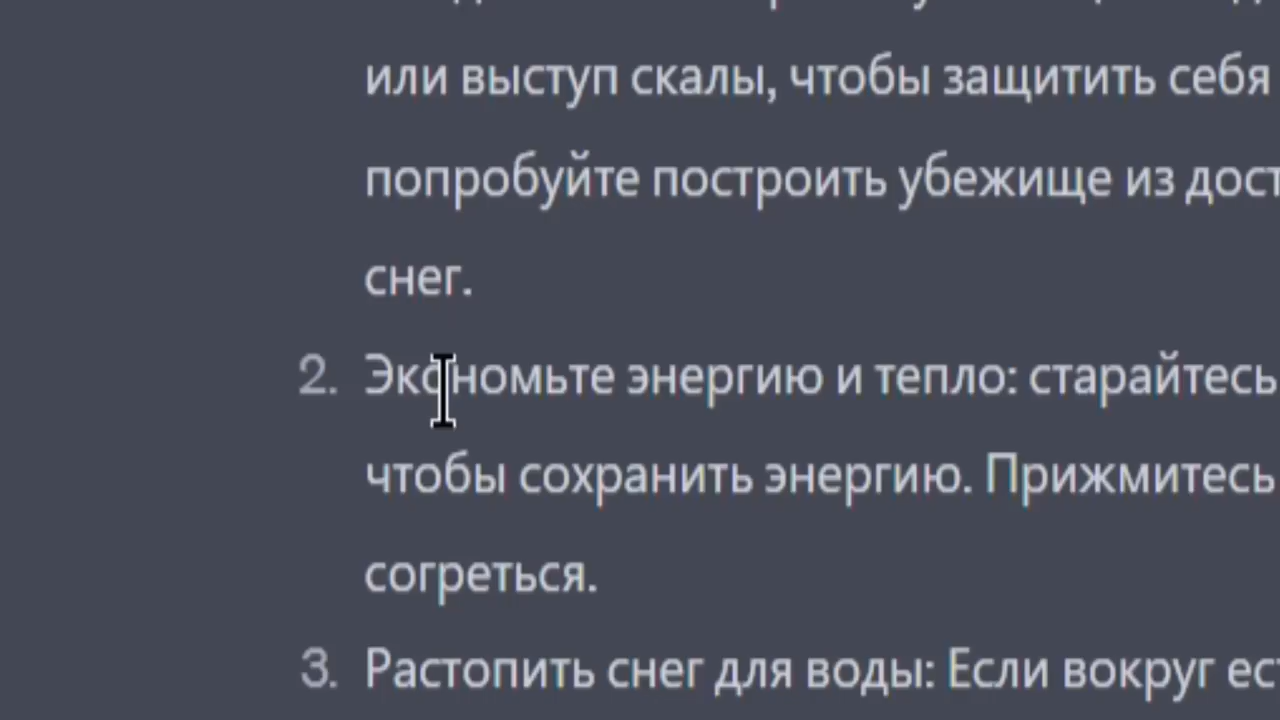 или выступ скалы, чтобы защитить себя
попробуйте построить убежище из
снег.
2. Экономьте энергию и тепло: старайтесь
чтобы сохранить энергию. Прижмитесь
согреться.
3. Растопить снег для воды: Если вокруг